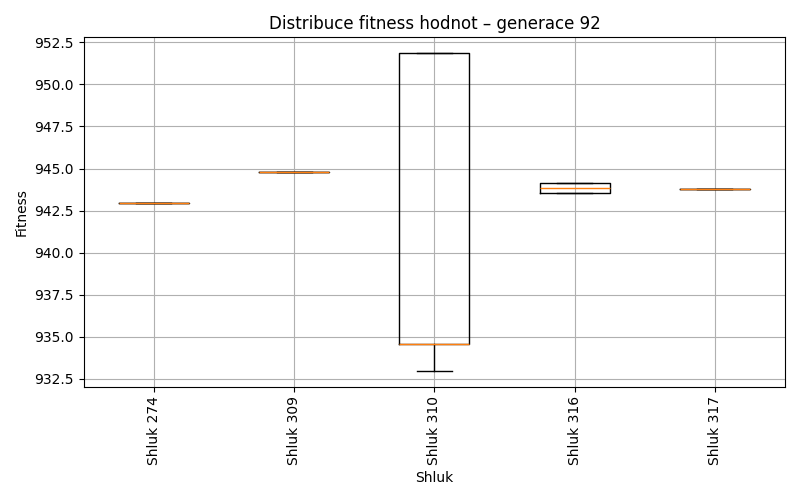 Distribuce fitness hodnot – generace 92
952.5
950.0
947.5
945.0
942.5
940.0
937.5
935.0
932.5
Fitness
Shluk 274
Shluk 309
Shluk 310
Shluk 316
Shluk 317
Shluk